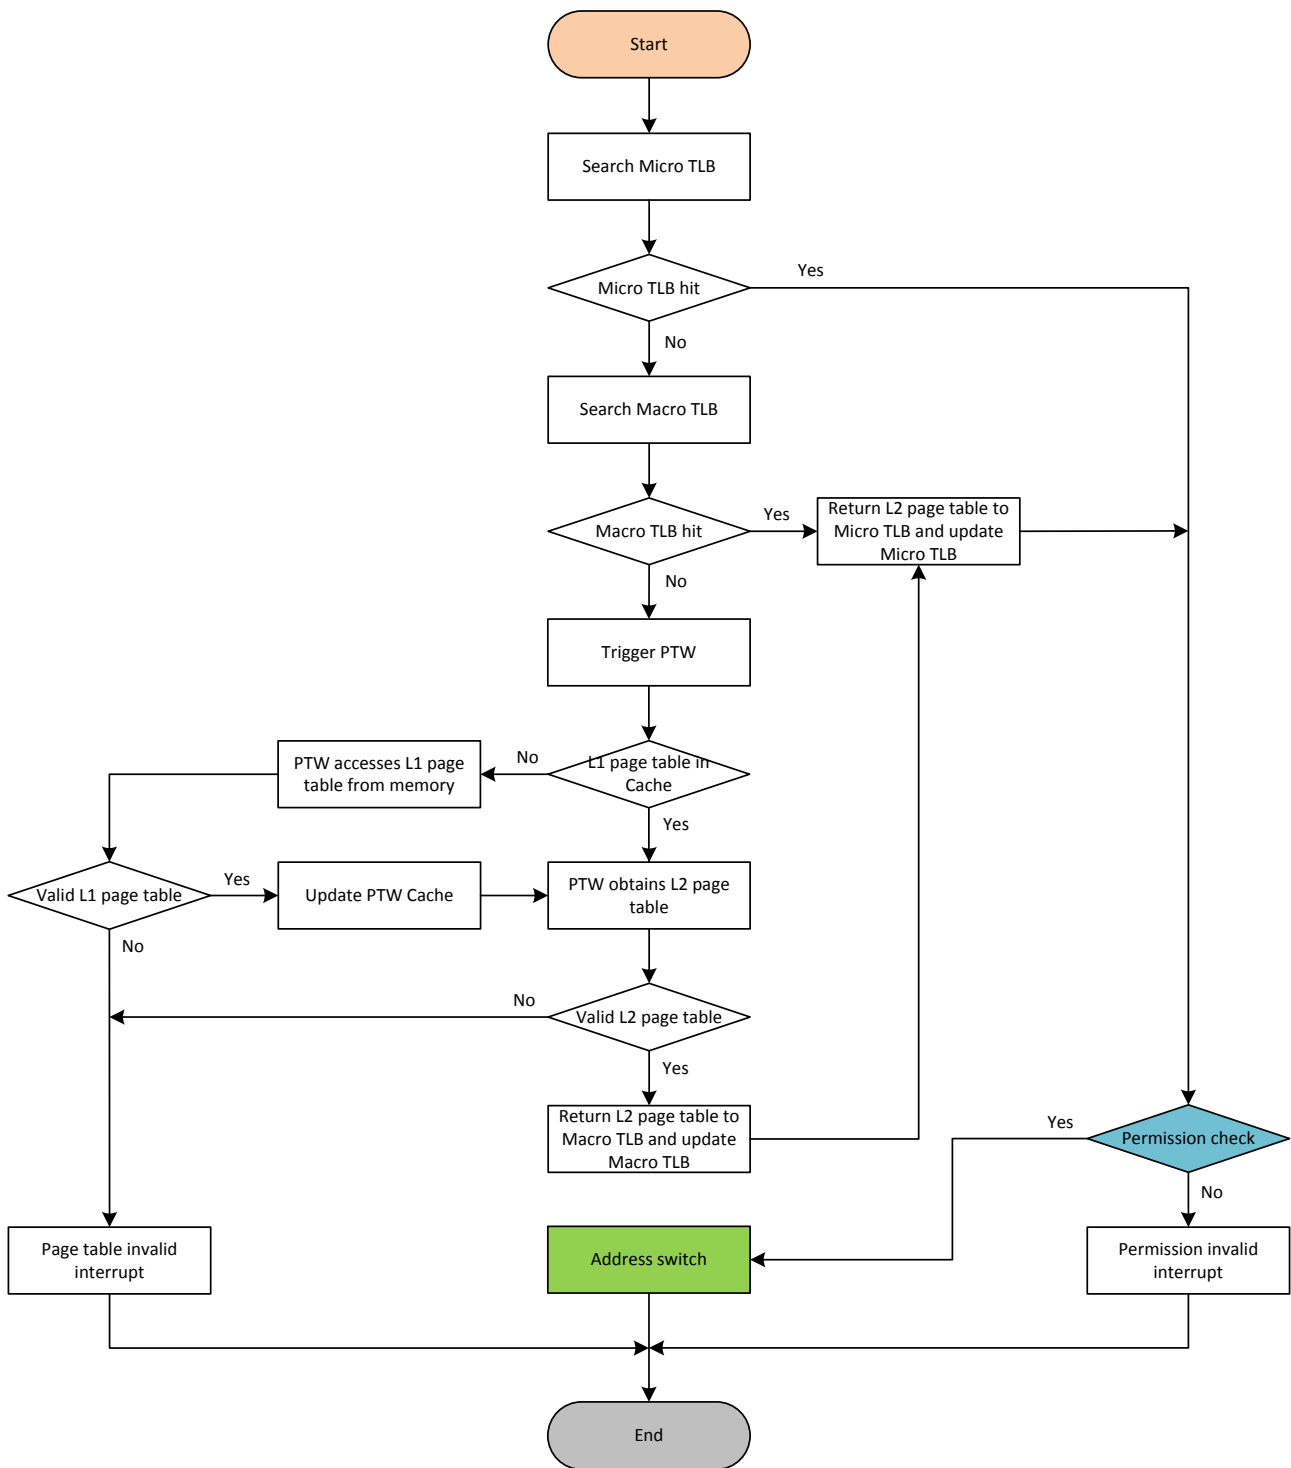 Start
Search Micro TLB
Yes
Micro TLB hit
No
Search Macro TLB
Return L2 page table to
Micro TLB and update
Micro TLB
Yes
Macro TLB hit
No
Trigger PTW
No
PTW accesses L1 page
table from memory
L1 page table in
Cache
Yes
Valid L1 page table
Yes
Update PTW Cache
PTW obtains L2 page
table
No
No
Valid L2 page table
Yes
Return L2 page table to
Macro TLB and update
Macro TLB
Yes
Permission check
No
Page table invalid
interrupt
Address switch
Permission invalid
interrupt
End